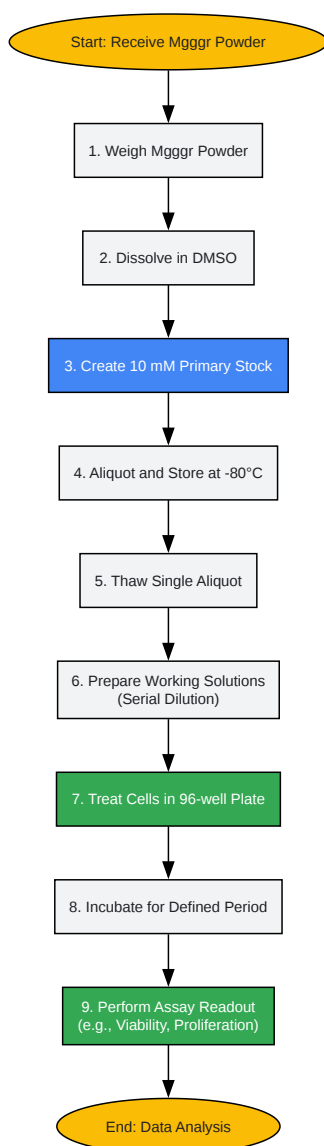 Start: Receive Mgggr Powder
1. Weigh Mgggr Powder
2. Dissolve in DMSO
3. Create 10 mM Primary Stock
4. Aliquot and Store at -80°C
5. Thaw Single Aliquot
6. Prepare Working Solutions
(Serial Dilution)
7. Treat Cells in 96-well Plate
8. Incubate for Defined Period
9. Perform Assay Readout
(e.g., Viability, Proliferation)
End: Data Analysis